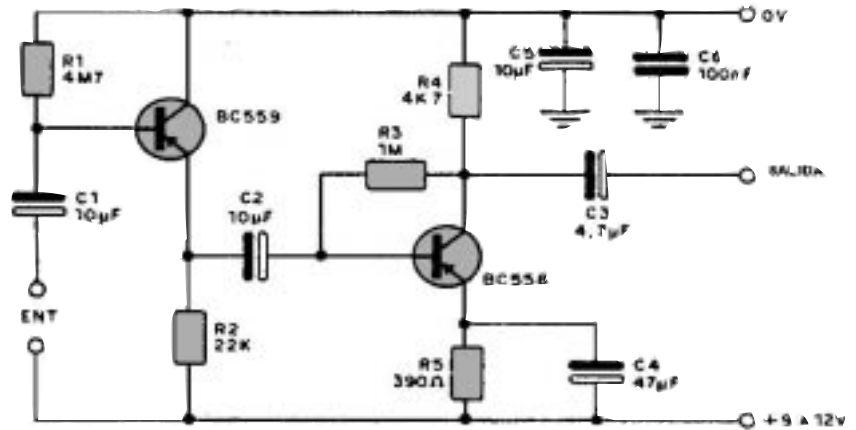 0V
R1
4M7
BC559
C5
10µF
C6
100nF
R4
4K7
R3
1M
C1
10µF
C2
10µF
SALIDA
C3
4,7µF
BC558
ENT
R2
22K
R5
390Ω
C4
47µF
+9 A 12V